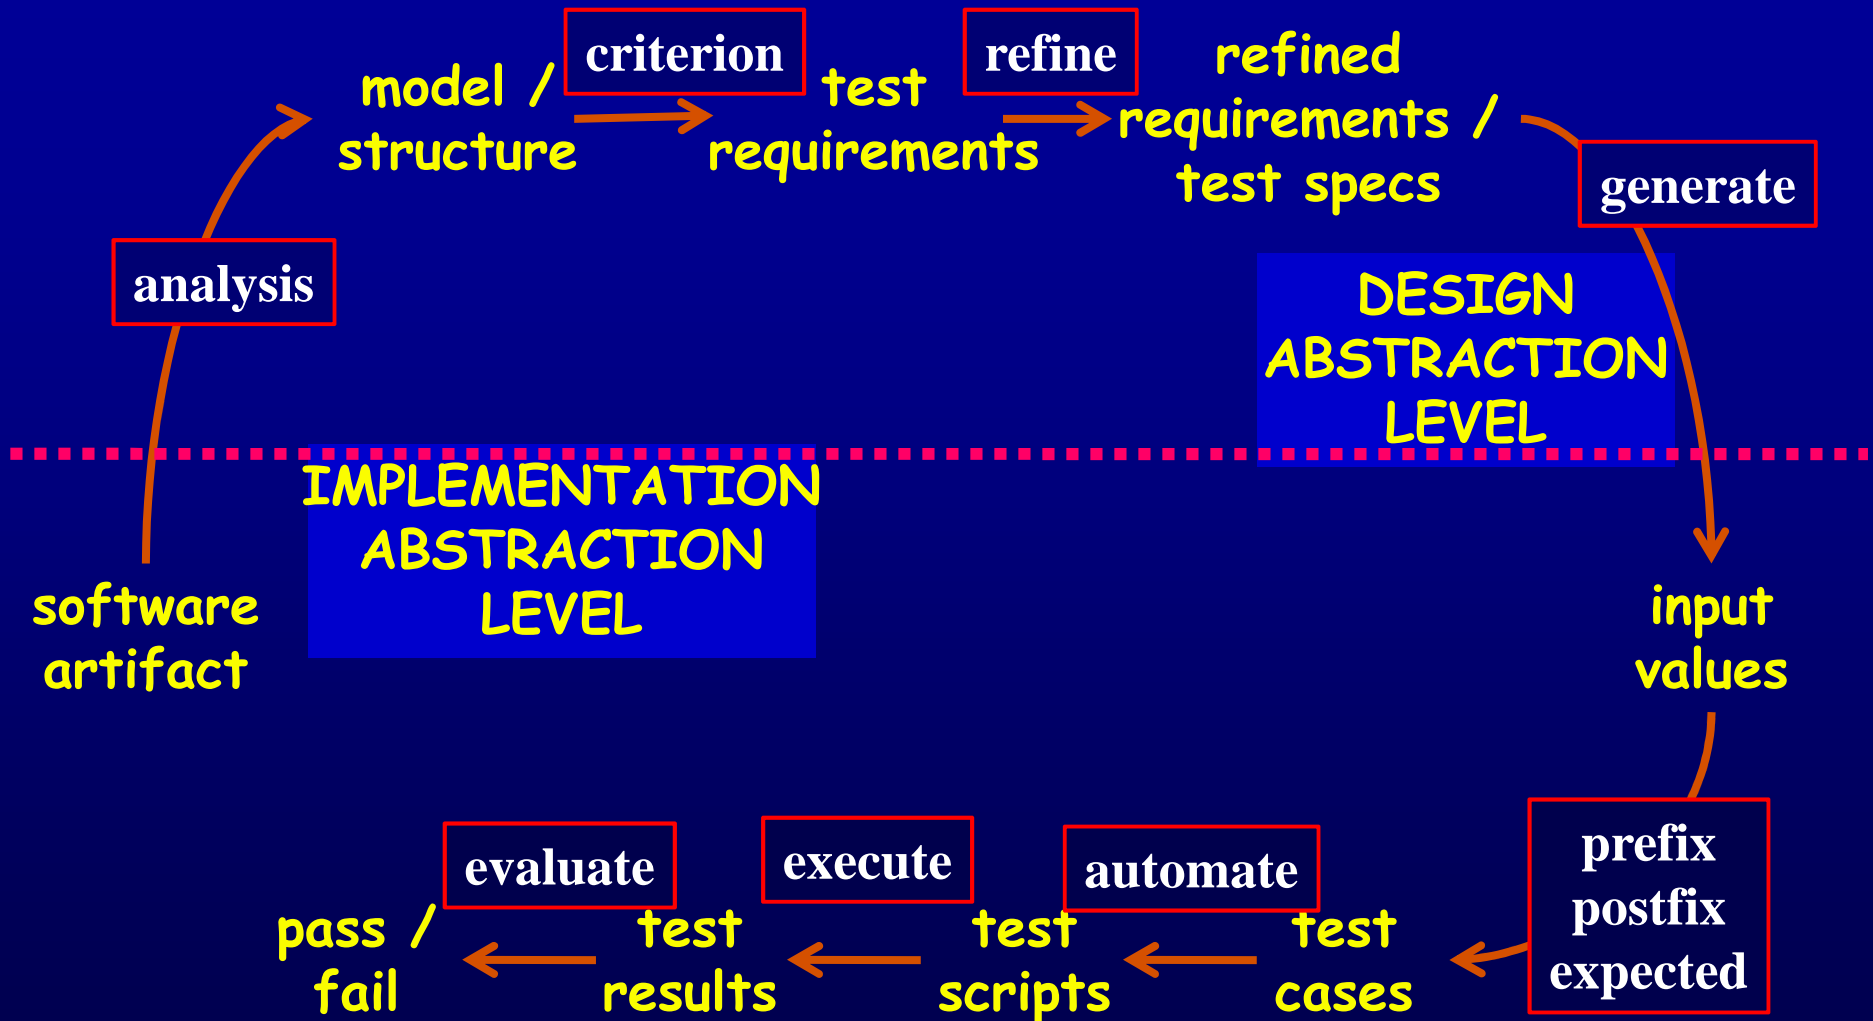 model /
structure
criterion
test
requirements
refine
refined
requirements /
test specs
generate
analysis
DESIGN
ABSTRACTION
LEVEL
IMPLEMENTATION
ABSTRACTION
LEVEL
software
artifact
input
values
prefix
postfix
expected
test
cases
automate
test
scripts
execute
test
results
evaluate
pass /
fail